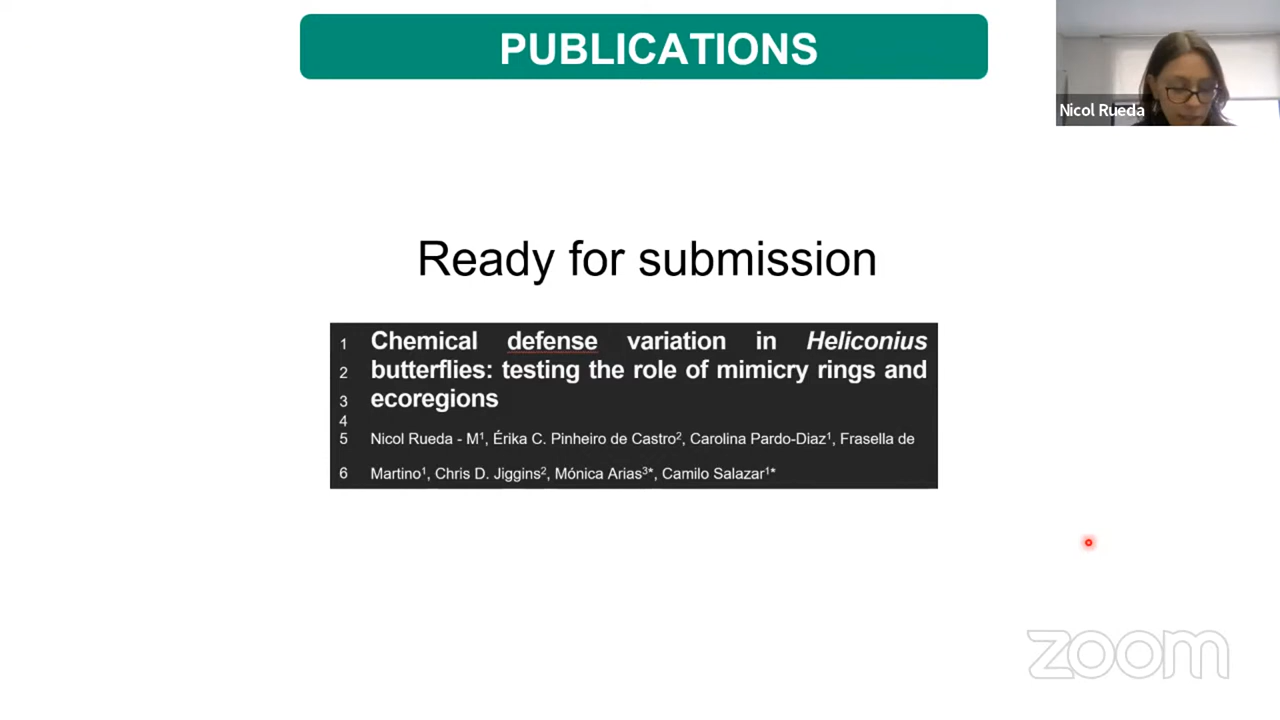 PUBLICATIONS
Nicol Rueda
Ready for submission
1 Chemical defense variation in Heliconius
2 butterflies: testing the role of mimicry rings and
3 ecoregions
4
5 Nicol Rueda - M¹, Érika C. Pinheiro de Castro², Carolina Pardo-Diaz¹, Frasella de
6 Martino¹, Chris D. Jiggins², Mónica Arias³*, Camilo Salazar¹*
zoom